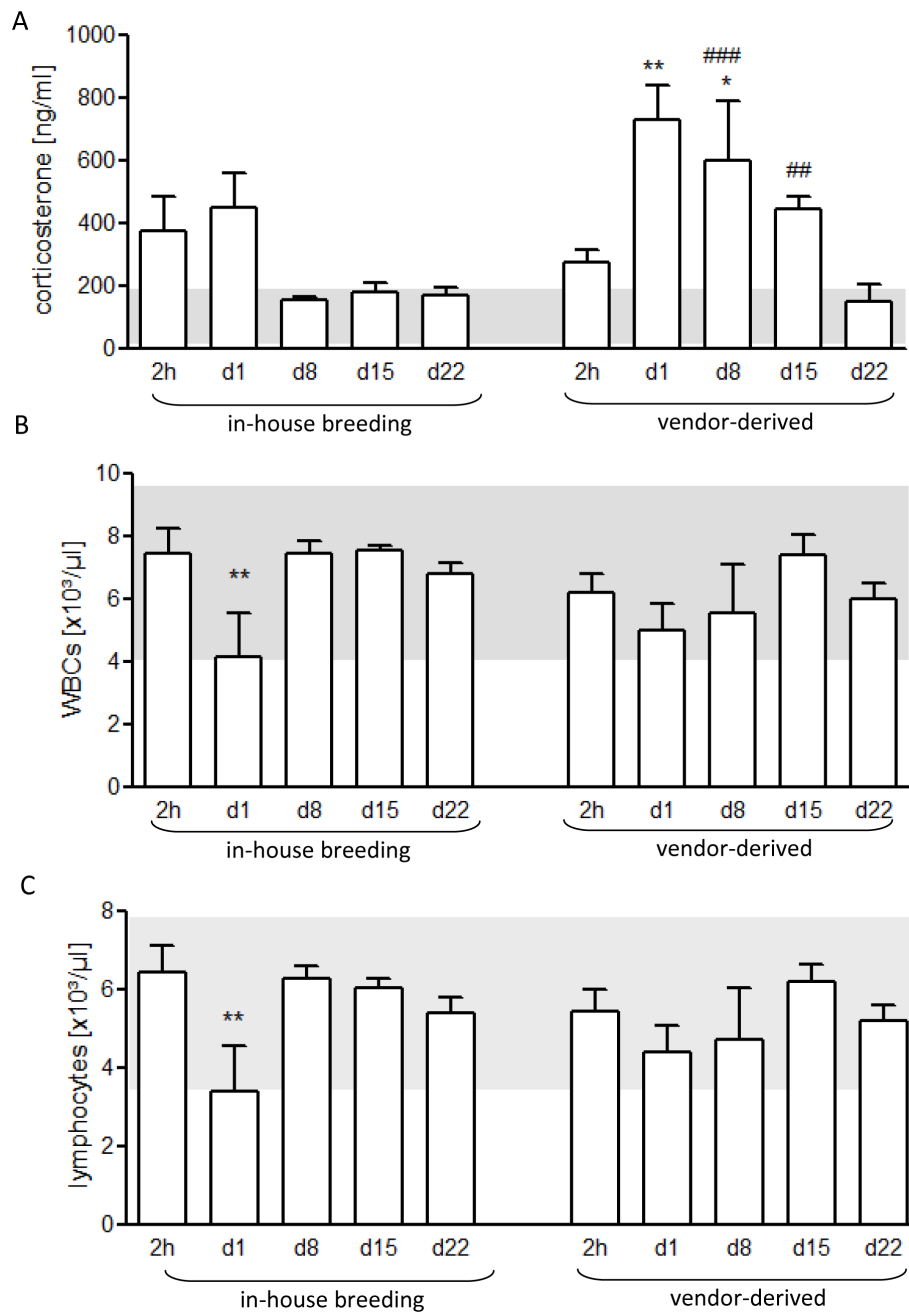 A
corticosterone [ng/ml]
1000
800
600
400
200
0
**
###
*
##
2h d1 d8 d15 d22 2h d1 d8 d15 d22
in-house breeding vendor-derived
B
WBCs [x10³/µl]
10
8
6
4
2
0
**
2h d1 d8 d15 d22 2h d1 d8 d15 d22
in-house breeding vendor-derived
C
lymphocytes [x10³/µl]
8
6
4
2
0
**
2h d1 d8 d15 d22 2h d1 d8 d15 d22
in-house breeding vendor-derived